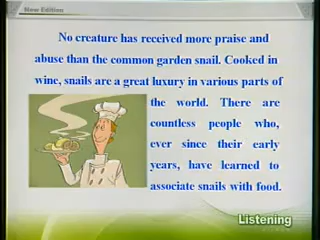 New Edition
No creature has received more praise and
abuse than the common garden snail. Cooked in
wine, snails are a great luxury in various parts of
the world. There are
countless people who,
ever since their early
years, have learned to
associate snails with food.
Listening